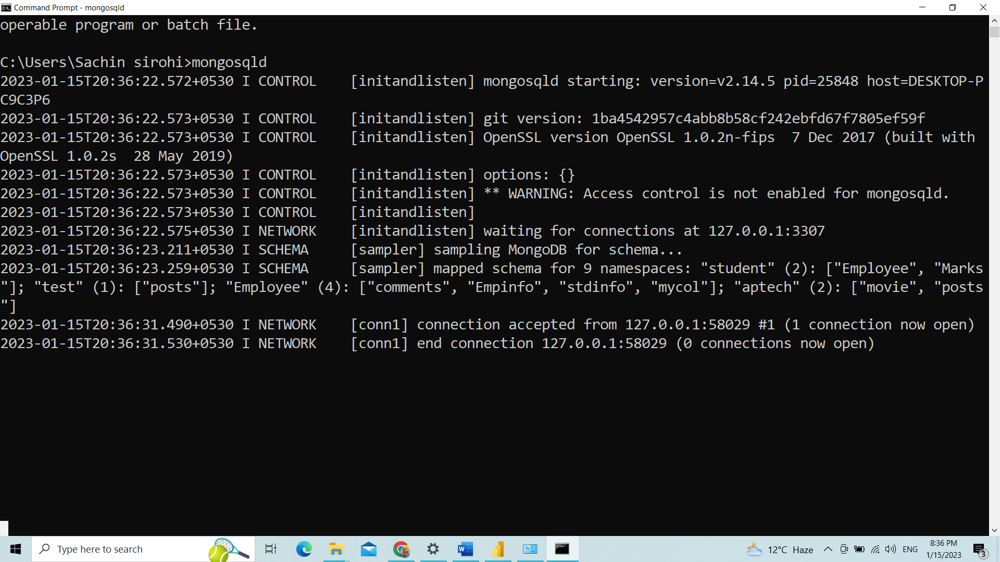 Command Prompt - mongosqld
operable program or batch file.
C:\Users\Sachin sirohi>mongosqld
2023-01-15T20:36:22.572+0530 I CONTROL    [initandlisten] mongosqld starting: version=v2.14.5 pid=25848 host=DESKTOP-P
C9C3P6
2023-01-15T20:36:22.573+0530 I CONTROL    [initandlisten] git version: 1ba4542957c4abb8b58cf242ebfd67f7805ef59f
2023-01-15T20:36:22.573+0530 I CONTROL    [initandlisten] OpenSSL version OpenSSL 1.0.2n-fips  7 Dec 2017 (built with
OpenSSL 1.0.2s  28 May 2019)
2023-01-15T20:36:22.573+0530 I CONTROL    [initandlisten] options: {}
2023-01-15T20:36:22.573+0530 I CONTROL    [initandlisten] ** WARNING: Access control is not enabled for mongosqld.
2023-01-15T20:36:22.573+0530 I CONTROL    [initandlisten]
2023-01-15T20:36:22.575+0530 I NETWORK    [initandlisten] waiting for connections at 127.0.0.1:3307
2023-01-15T20:36:23.211+0530 I SCHEMA     [sampler] sampling MongoDB for schema...
2023-01-15T20:36:23.259+0530 I SCHEMA     [sampler] mapped schema for 9 namespaces: "student" (2): ["Employee", "Marks
"]; "test" (1): ["posts"]; "Employee" (4): ["comments", "Empinfo", "stdinfo", "mycol"]; "aptech" (2): ["movie", "posts
"]
2023-01-15T20:36:31.490+0530 I NETWORK    [conn1] connection accepted from 127.0.0.1:58029 #1 (1 connection now open)
2023-01-15T20:36:31.530+0530 I NETWORK    [conn1] end connection 127.0.0.1:58029 (0 connections now open)
Type here to search
12°C Haze
ENG
8:36 PM
1/15/2023
3